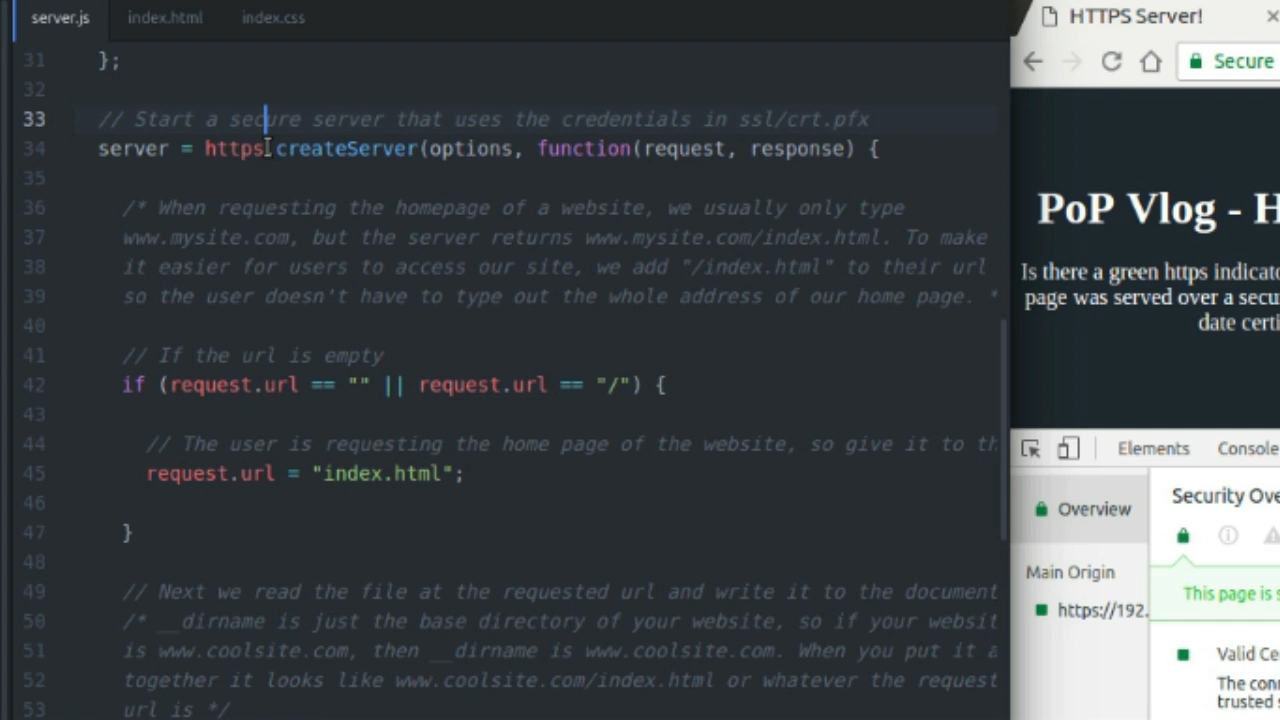 server.js index.html index.css
31 };
32
33 // Start a secure server that uses the credentials in ssl/crt.pfx
34 server = https.createServer(options, function(request, response) {
35
36 /* When requesting the homepage of a website, we usually only type
37 www.mysite.com, but the server returns www.mysite.com/index.html. To make
38 it easier for users to access our site, we add "/index.html" to their url
39 so the user doesn't have to type out the whole address of our home page. *
40
41 // If the url is empty
42 if (request.url == "" || request.url == "/") {
43
44 // The user is requesting the home page of the website, so give it to th
45 request.url = "index.html";
46
47 }
48
49 // Next we read the file at the requested url and write it to the document
50 /* __dirname is just the base directory of your website, so if your websit
51 is www.coolsite.com, then __dirname is www.coolsite.com. When you put it a
52 together it looks like www.coolsite.com/index.html or whatever the request
53 url is */
HTTPS Server!
Secure
PoP Vlog - H
Is there a green https indicato
page was served over a secu
date certi
Elements Console
Overview
Main Origin
https://192.
Security Ove
This page is s
Valid Ce
The conn
trusted s